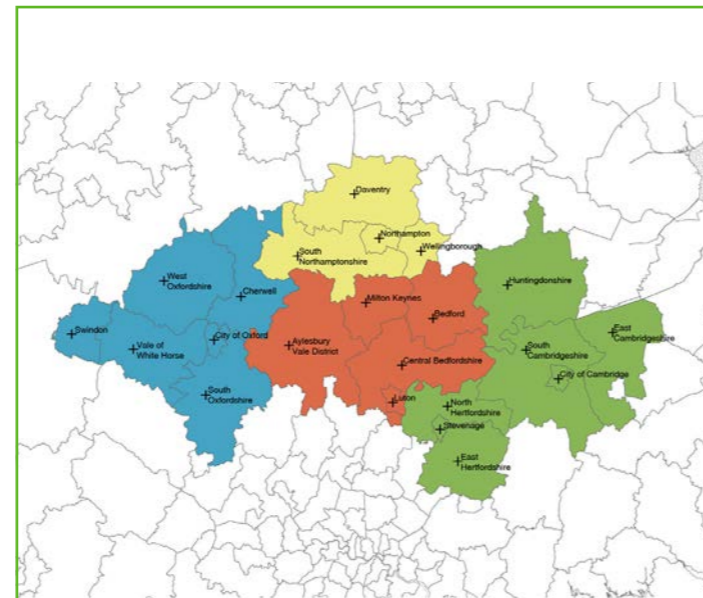 Daventry
Northampton
Wellingborough
South
Northamptonshire
West
Oxfordshire
Cherwell
Huntingdonshire
Milton Keynes
Bedford
Swindon
Vale of
White Horse
City of Oxford
Aylesbury
Vale District
East
Cambridgeshire
South
Cambridgeshire
Central Bedfordshire
City of Cambridge
South
Oxfordshire
Luton
North
Hertfordshire
Stevenage
East
Hertfordshire